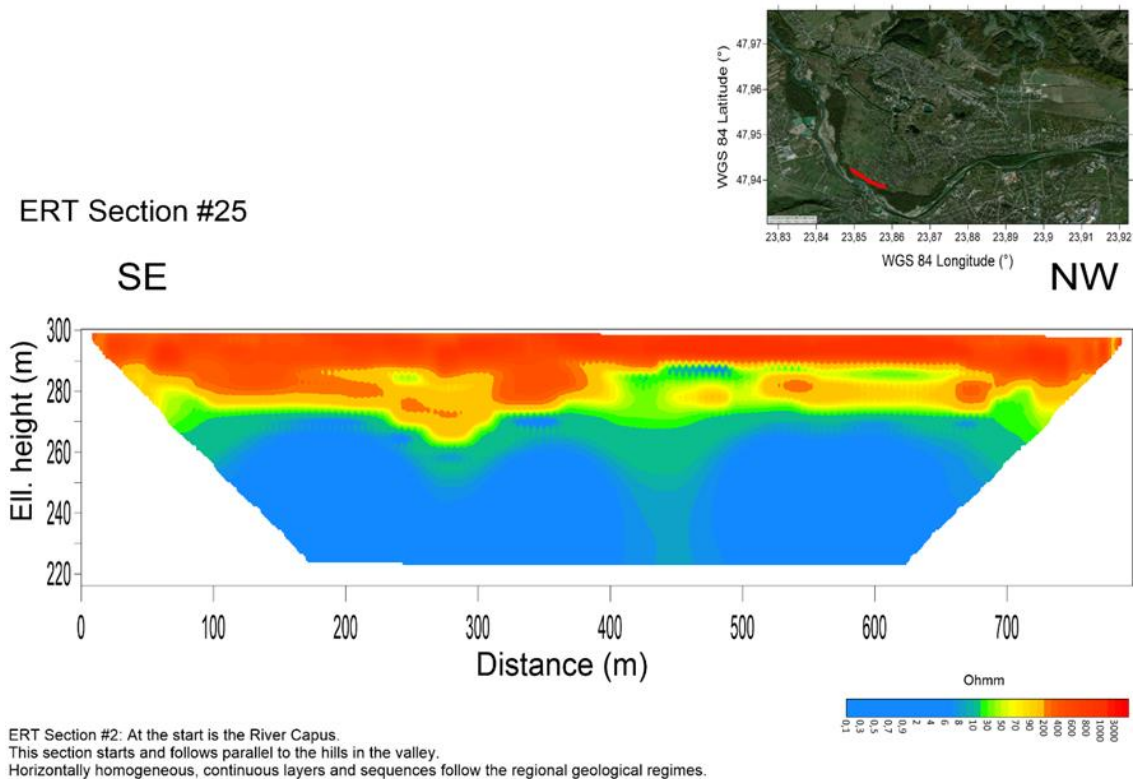 47,97
47,96
47,95
47,94
WGS 84 Latitude (°)
23,83 23,84 23,85 23,86 23,87 23,88 23,89 23,9 23,91 23,92
WGS 84 Longitude (°)
ERT Section #25
SE
NW
Ell. height (m)
300
280
270
260
240
220
0 100 200 300 400 500 600 700
Distance (m)
Ohmm
0,1 0,3 0,5 0,7 0,9 2 4 6 8 10 30 50 70 90 200 400 600 800 1000 3000
ERT Section #2: At the start is the River Capus.
This section starts and follows parallel to the hills in the valley.
Horizontally homogeneous, continuous layers and sequences follow the regional geological regimes.